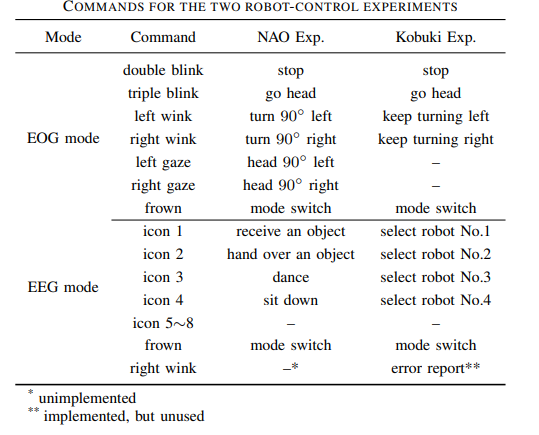 COMMANDS FOR THE TWO ROBOT-CONTROL EXPERIMENTS
Mode Command NAO Exp. Kobuki Exp.
double blink stop stop
triple blink go head go head
left wink turn 90° left keep turning left
EOG mode right wink turn 90° right keep turning right
left gaze head 90° left –
right gaze head 90° right –
frown mode switch mode switch
icon 1 receive an object select robot No.1
icon 2 hand over an object select robot No.2
icon 3 dance select robot No.3
EEG mode icon 4 sit down select robot No.4
icon 5∼8 – –
frown mode switch mode switch
right wink –* error report**
* unimplemented
** implemented, but unused